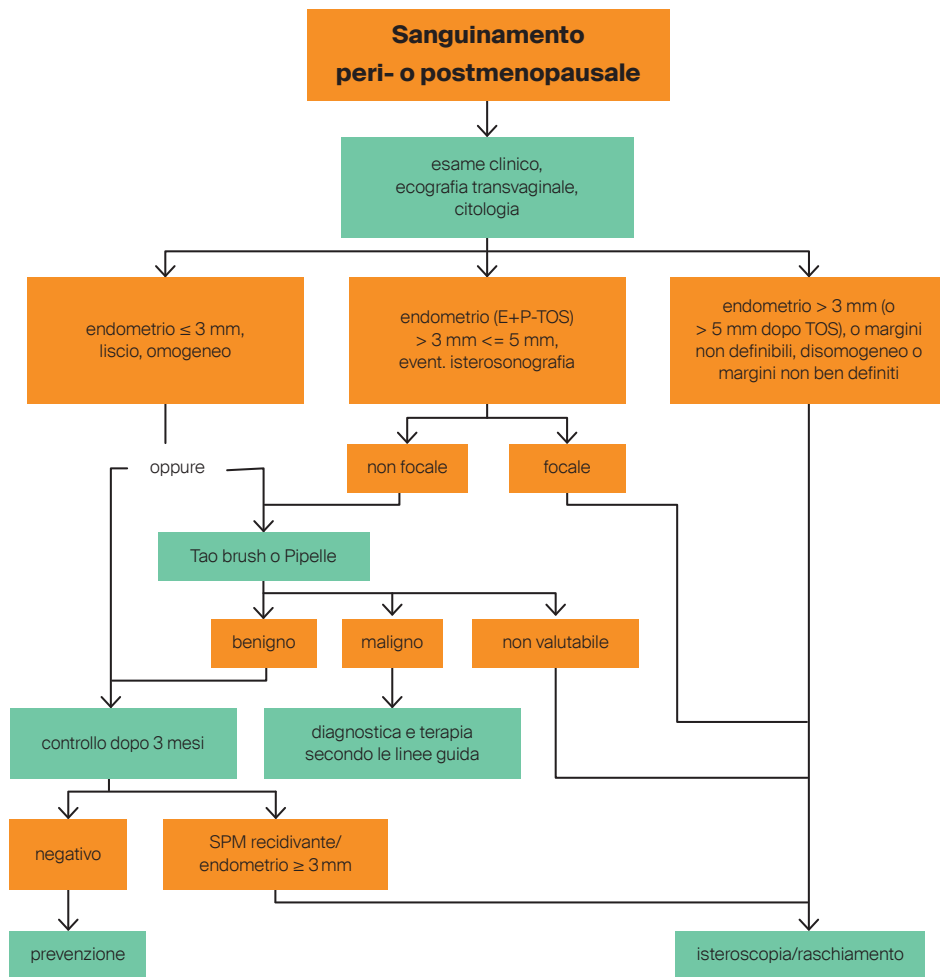 Sanguinamento
peri- o postmenopausale
esame clinico,
ecografia transvaginale,
citologia
endometrio ≤ 3 mm,
liscio, omogeneo
endometrio (E+P-TOS)
> 3 mm <= 5 mm,
event. isterosonografia
endometrio > 3 mm (o
> 5 mm dopo TOS), o margini
non definibili, disomogeneo o
margini non ben definiti
oppure
non focale
focale
Tao brush o Pipelle
benigno
maligno
non valutabile
controllo dopo 3 mesi
diagnostica e terapia
secondo le linee guida
negativo
SPM recidivante/
endometrio ≥ 3 mm
prevenzione
isteroscopia/raschiamento